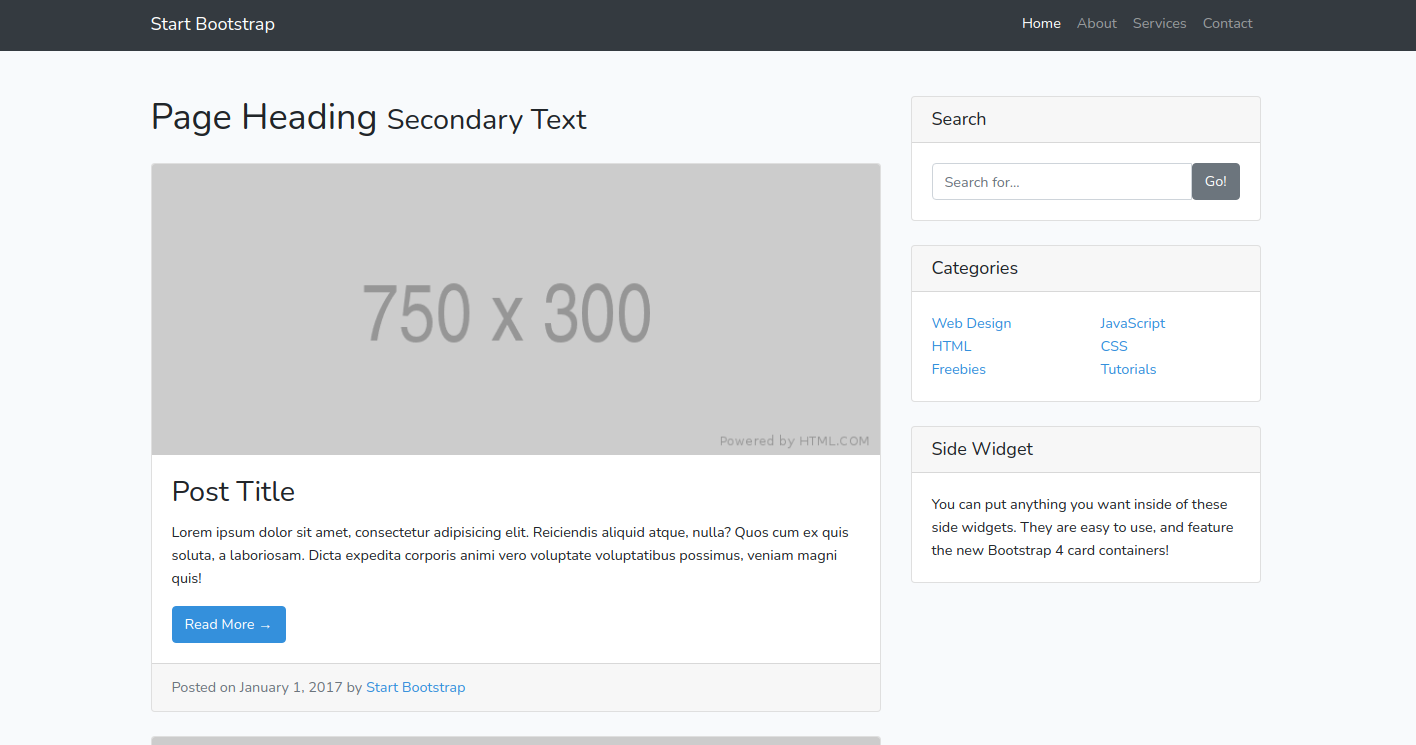 Start Bootstrap
Home About Services Contact
Page Heading Secondary Text
750 x 300
Powered by HTML.COM
Post Title
Lorem ipsum dolor sit amet, consectetur adipisicing elit. Reiciendis aliquid atque, nulla? Quos cum ex quis
soluta, a laboriosam. Dicta expedita corporis animi vero voluptate voluptatibus possimus, veniam magni
quis!
Read More →
Posted on January 1, 2017 by Start Bootstrap
Search
Search for...
Go!
Categories
Web Design
HTML
Freebies
JavaScript
CSS
Tutorials
Side Widget
You can put anything you want inside of these
side widgets. They are easy to use, and feature
the new Bootstrap 4 card containers!